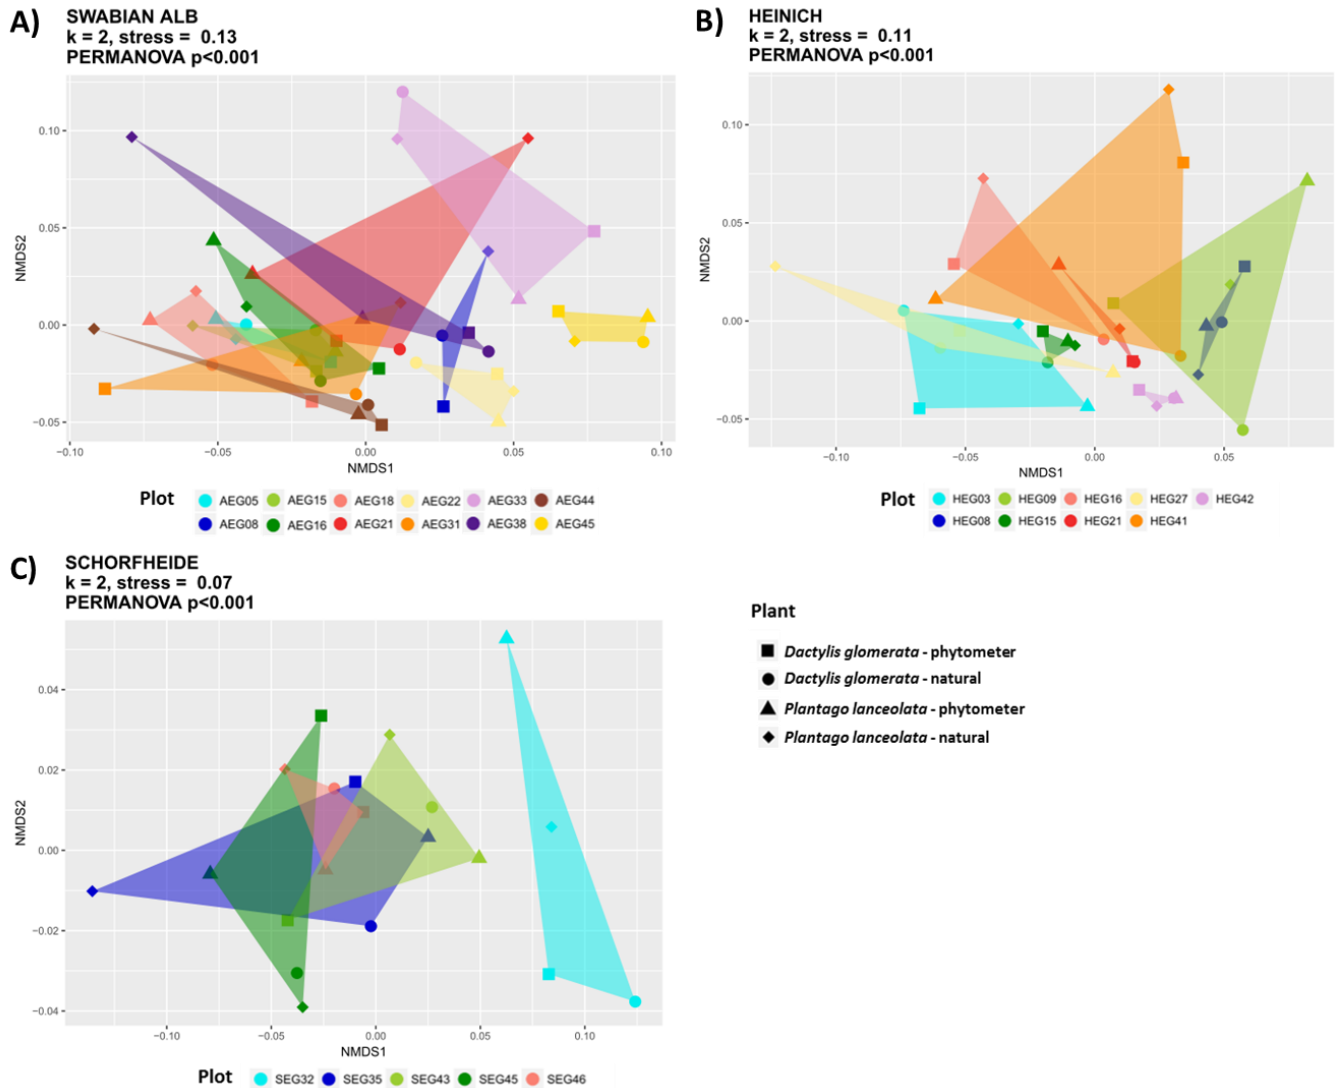 A)
SWABIAN ALB
k = 2, stress = 0.13
PERMANOVA p<0.001
NMDS2
0.10
0.05
0.00
−0.05
−0.10 −0.05 0.00 0.05 0.10
NMDS1
Plot AEG05 AEG15 AEG18 AEG22 AEG33 AEG44
AEG08 AEG16 AEG21 AEG31 AEG38 AEG45
B)
HEINICH
k = 2, stress = 0.11
PERMANOVA p<0.001
NMDS2
0.10
0.05
0.00
−0.05
−0.10 −0.05 0.00 0.05
NMDS1
Plot HEG03 HEG09 HEG16 HEG27 HEG42
HEG08 HEG15 HEG21 HEG41
C)
SCHORFHEIDE
k = 2, stress = 0.07
PERMANOVA p<0.001
NMDS2
0.04
0.02
0.00
−0.02
−0.04
−0.10 −0.05 0.00 0.05 0.10
NMDS1
Plot SEG32 SEG35 SEG43 SEG45 SEG46
Plant
Dactylis glomerata - phytometer
Dactylis glomerata - natural
Plantago lanceolata - phytometer
Plantago lanceolata - natural